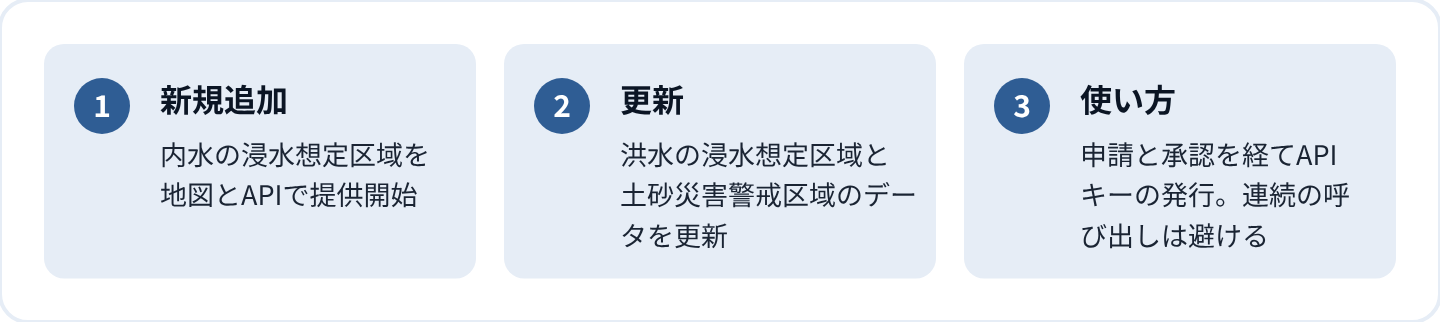 1
新規追加
内水の浸水想定区域を
地図とAPIで提供開始
2
更新
洪水の浸水想定区域と
土砂災害警戒区域のデー
タを更新
3
使い方
申請と承認を経てAPI
キーの発行。連続の呼
び出しは避ける